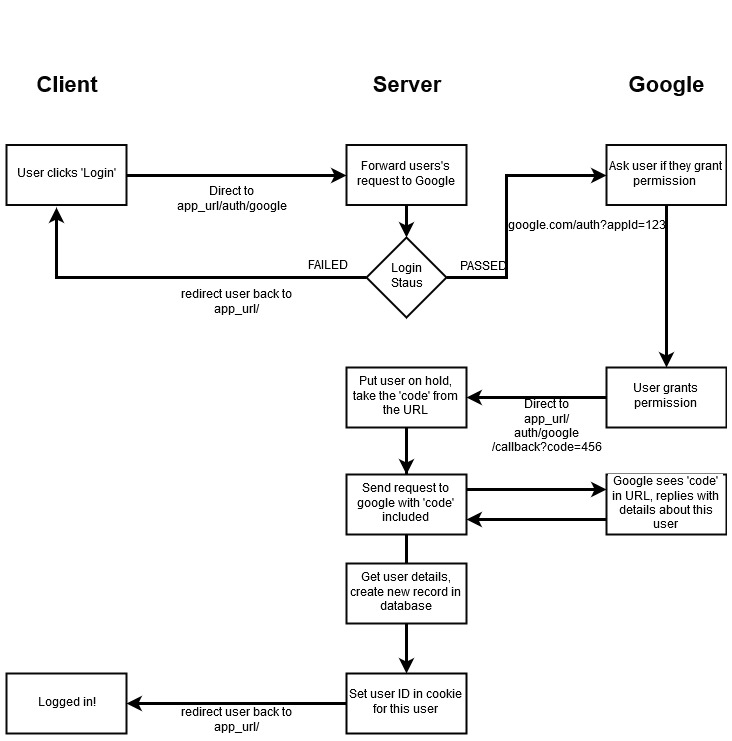 Client
Server
Google
User clicks 'Login'
Direct to
app_url/auth/google
Forward users's
request to Google
Ask user if they grant
permission
google.com/auth?appId=123
FAILED
Login
Staus
PASSED
redirect user back to
app_url/
Put user on hold,
take the 'code' from
the URL
Direct to
app_url/
auth/google
/callback?code=456
User grants
permission
Send request to
google with 'code'
included
Google sees 'code'
in URL, replies with
details about this
user
Get user details,
create new record in
database
Logged in!
redirect user back to
app_url/
Set user ID in cookie
for this user